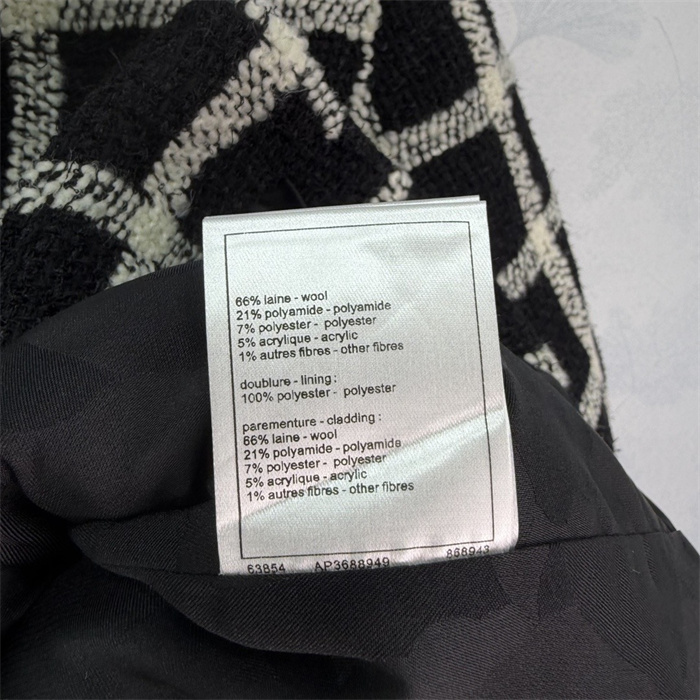 66% laine - wool
21% polyamide - polyamide
7% polyester - polyester
5% acrylique - acrylic
1% autres fibres - other fibres
doublure - lining :
100% polyester - polyester
parementure - cladding :
66% laine - wool
21% polyamide - polyamide
7% polyester - polyester
5% acrylique - acrylic
1% autres fibres - other fibres
63854 AP3688949 868943